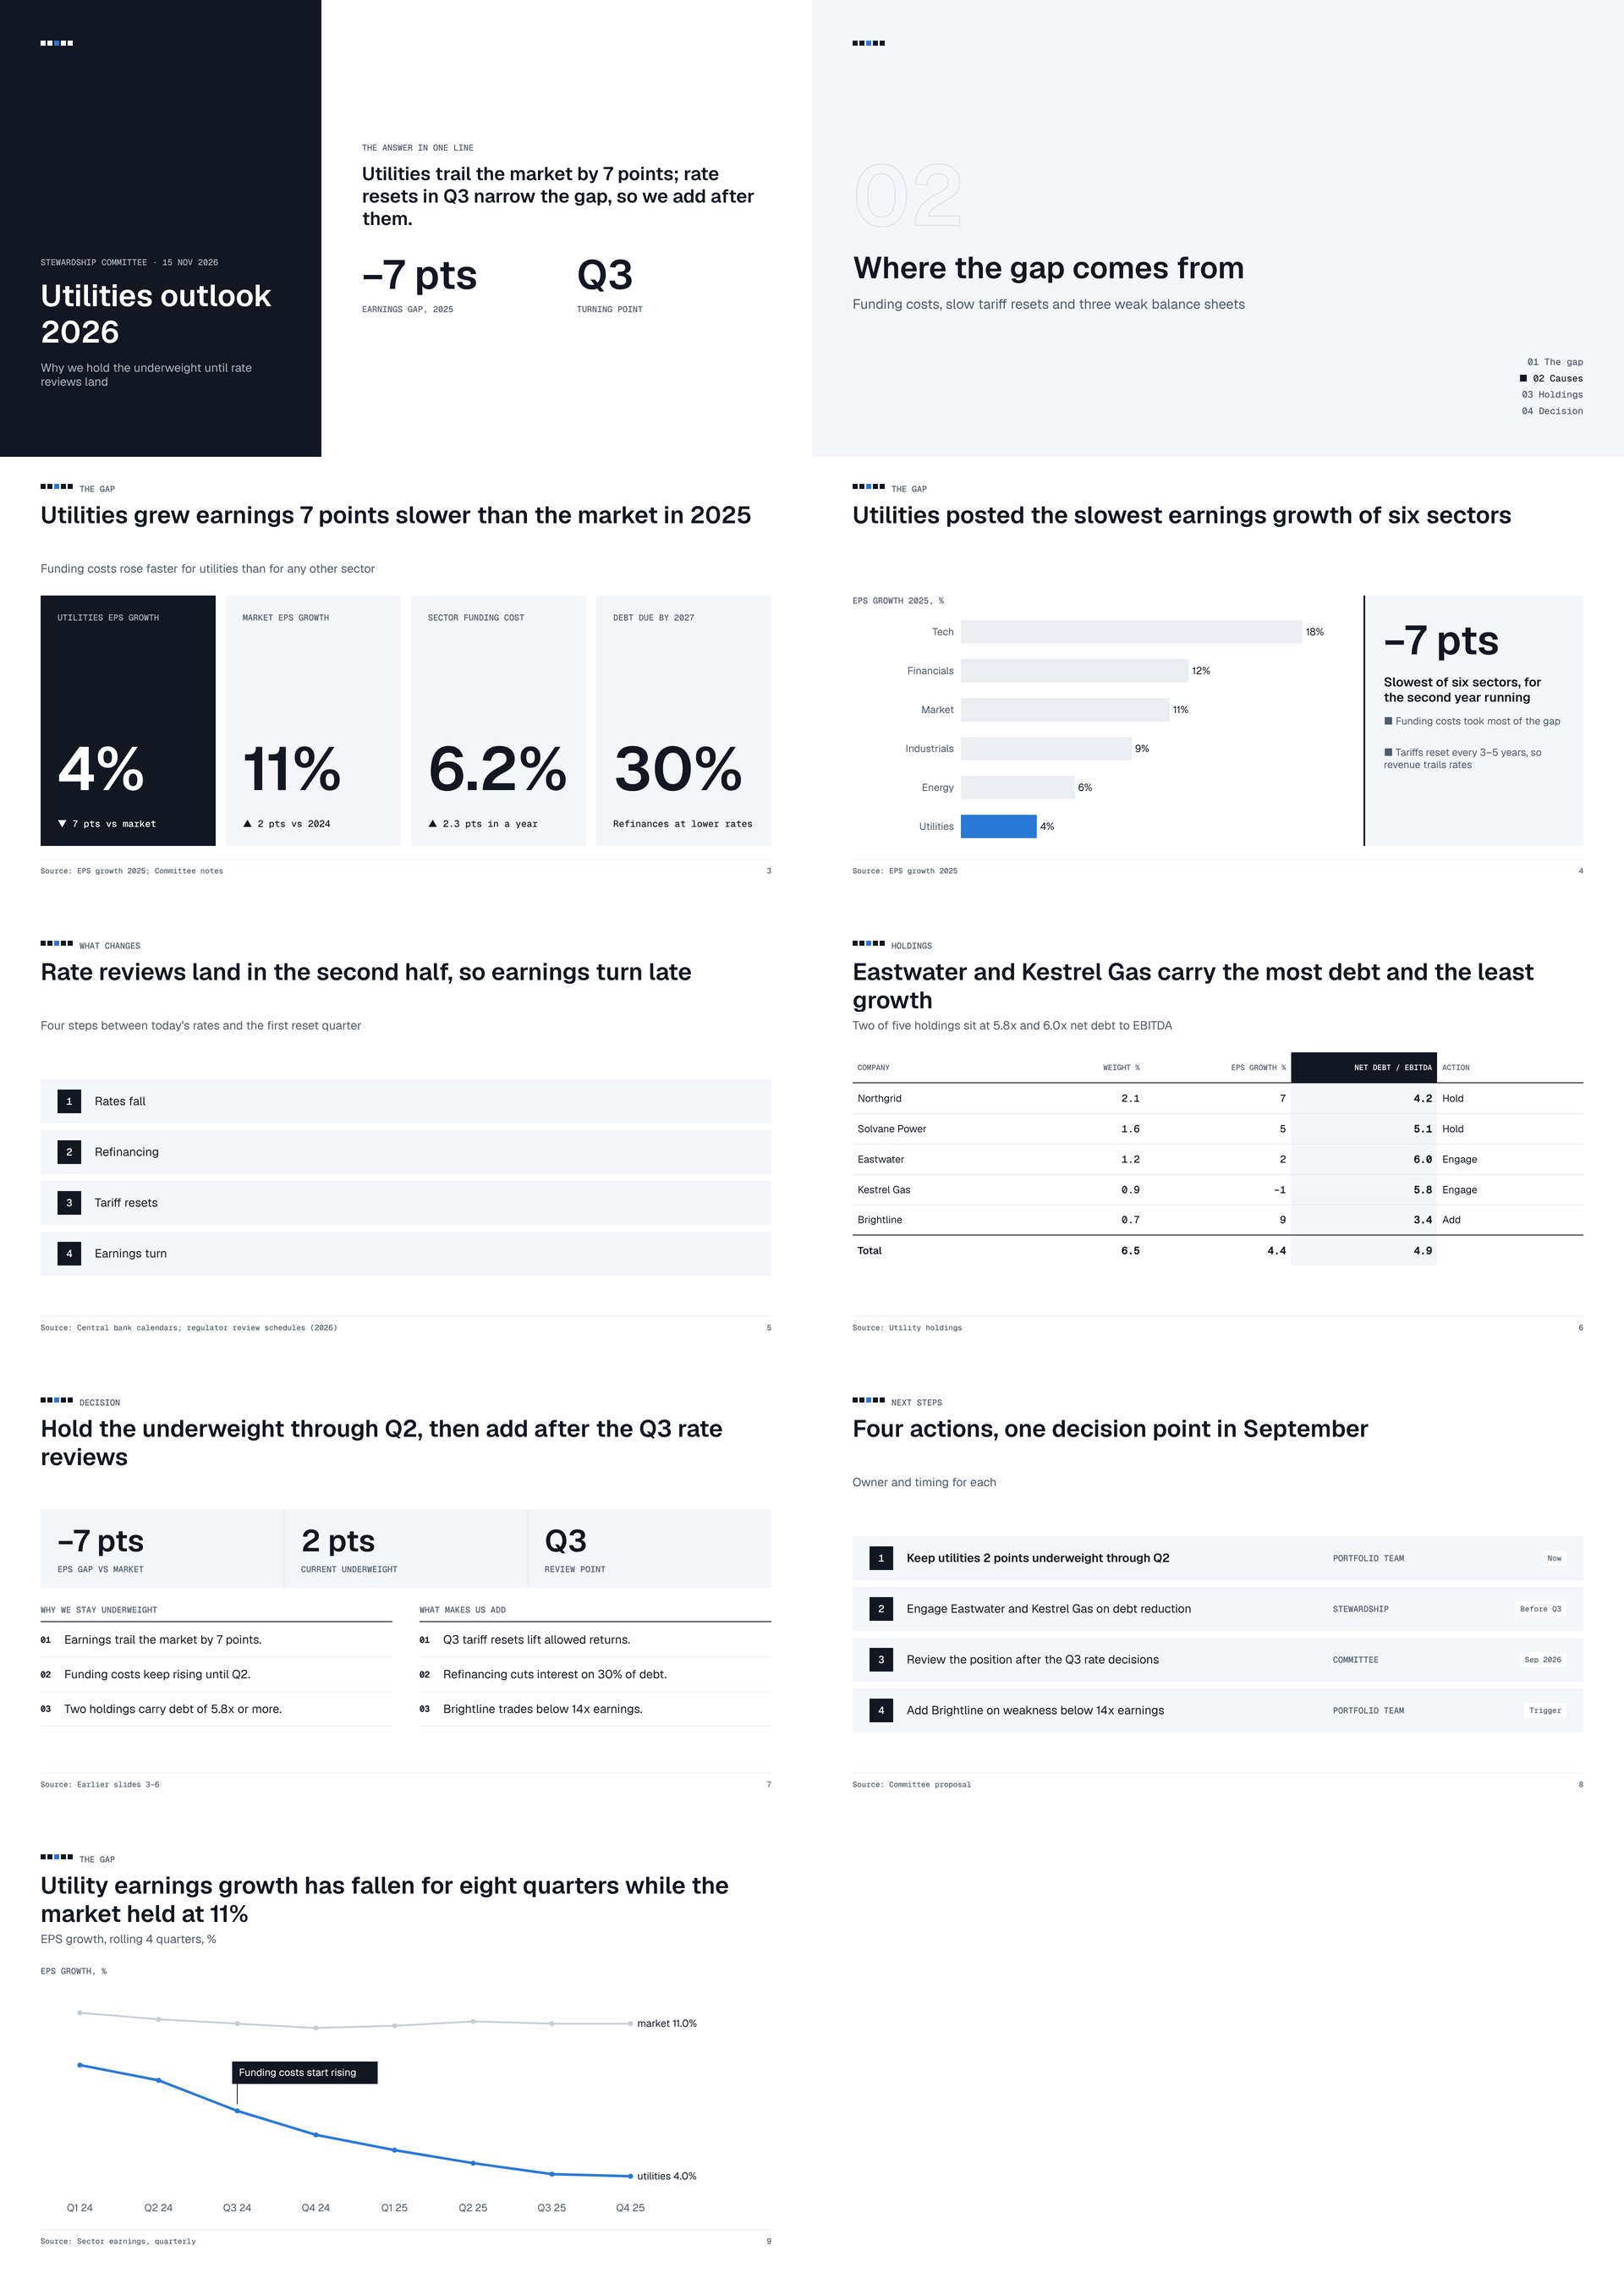 STEWARDSHIP COMMITTEE · 15 NOV 2026
Utilities outlook
2026
Why we hold the underweight until rate
reviews land
THE ANSWER IN ONE LINE
Utilities trail the market by 7 points; rate
resets in Q3 narrow the gap, so we add after
them.
−7 pts
EARNINGS GAP, 2025
Q3
TURNING POINT
02
Where the gap comes from
Funding costs, slow tariff resets and three weak balance sheets
01 The gap
02 Causes
03 Holdings
04 Decision
THE GAP
Utilities grew earnings 7 points slower than the market in 2025
Funding costs rose faster for utilities than for any other sector
UTILITIES EPS GROWTH
4%
▼ 7 pts vs market
MARKET EPS GROWTH
11%
▲ 2 pts vs 2024
SECTOR FUNDING COST
6.2%
▲ 2.3 pts in a year
DEBT DUE BY 2027
30%
Refinances at lower rates
Source: EPS growth 2025; Committee notes
3
THE GAP
Utilities posted the slowest earnings growth of six sectors
EPS GROWTH 2025, %
Tech 18%
Financials 12%
Market 11%
Industrials 9%
Energy 6%
Utilities 4%
−7 pts
Slowest of six sectors, for
the second year running
Funding costs took most of the gap
Tariffs reset every 3–5 years, so
revenue trails rates
Source: EPS growth 2025
4
WHAT CHANGES
Rate reviews land in the second half, so earnings turn late
Four steps between today's rates and the first reset quarter
1 Rates fall
2 Refinancing
3 Tariff resets
4 Earnings turn
Source: Central bank calendars; regulator review schedules (2026)
5
HOLDINGS
Eastwater and Kestrel Gas carry the most debt and the least
growth
Two of five holdings sit at 5.8x and 6.0x net debt to EBITDA
COMPANY WEIGHT % EPS GROWTH % NET DEBT / EBITDA ACTION
Northgrid 2.1 7 4.2 Hold
Solvane Power 1.6 5 5.1 Hold
Eastwater 1.2 2 6.0 Engage
Kestrel Gas 0.9 −1 5.8 Engage
Brightline 0.7 9 3.4 Add
Total 6.5 4.4 4.9
Source: Utility holdings
6
DECISION
Hold the underweight through Q2, then add after the Q3 rate
reviews
−7 pts
EPS GAP VS MARKET
2 pts
CURRENT UNDERWEIGHT
Q3
REVIEW POINT
WHY WE STAY UNDERWEIGHT
01 Earnings trail the market by 7 points.
02 Funding costs keep rising until Q2.
03 Two holdings carry debt of 5.8x or more.
WHAT MAKES US ADD
01 Q3 tariff resets lift allowed returns.
02 Refinancing cuts interest on 30% of debt.
03 Brightline trades below 14x earnings.
Source: Earlier slides 3–6
7
NEXT STEPS
Four actions, one decision point in September
Owner and timing for each
1 Keep utilities 2 points underweight through Q2 PORTFOLIO TEAM Now
2 Engage Eastwater and Kestrel Gas on debt reduction STEWARDSHIP Before Q3
3 Review the position after the Q3 rate decisions COMMITTEE Sep 2026
4 Add Brightline on weakness below 14x earnings PORTFOLIO TEAM Trigger
Source: Committee proposal
8
THE GAP
Utility earnings growth has fallen for eight quarters while the
market held at 11%
EPS growth, rolling 4 quarters, %
EPS GROWTH, %
market 11.0%
Funding costs start rising
utilities 4.0%
Q1 24 Q2 24 Q3 24 Q4 24 Q1 25 Q2 25 Q3 25 Q4 25
Source: Sector earnings, quarterly
9